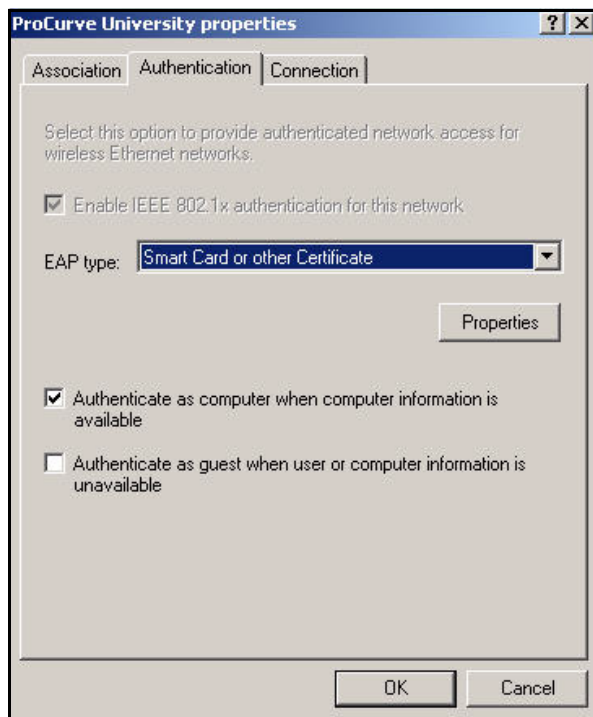 ProCurve University properties
Association
Authentication
Connection
Select this option to provide authenticated network access for
wireless Ethernet networks.
Enable IEEE 802.1x authentication for this network
EAP type:
Smart Card or other Certificate
Properties
Authenticate as computer when computer information is
available
Authenticate as guest when user or computer information is
unavailable
OK
Cancel